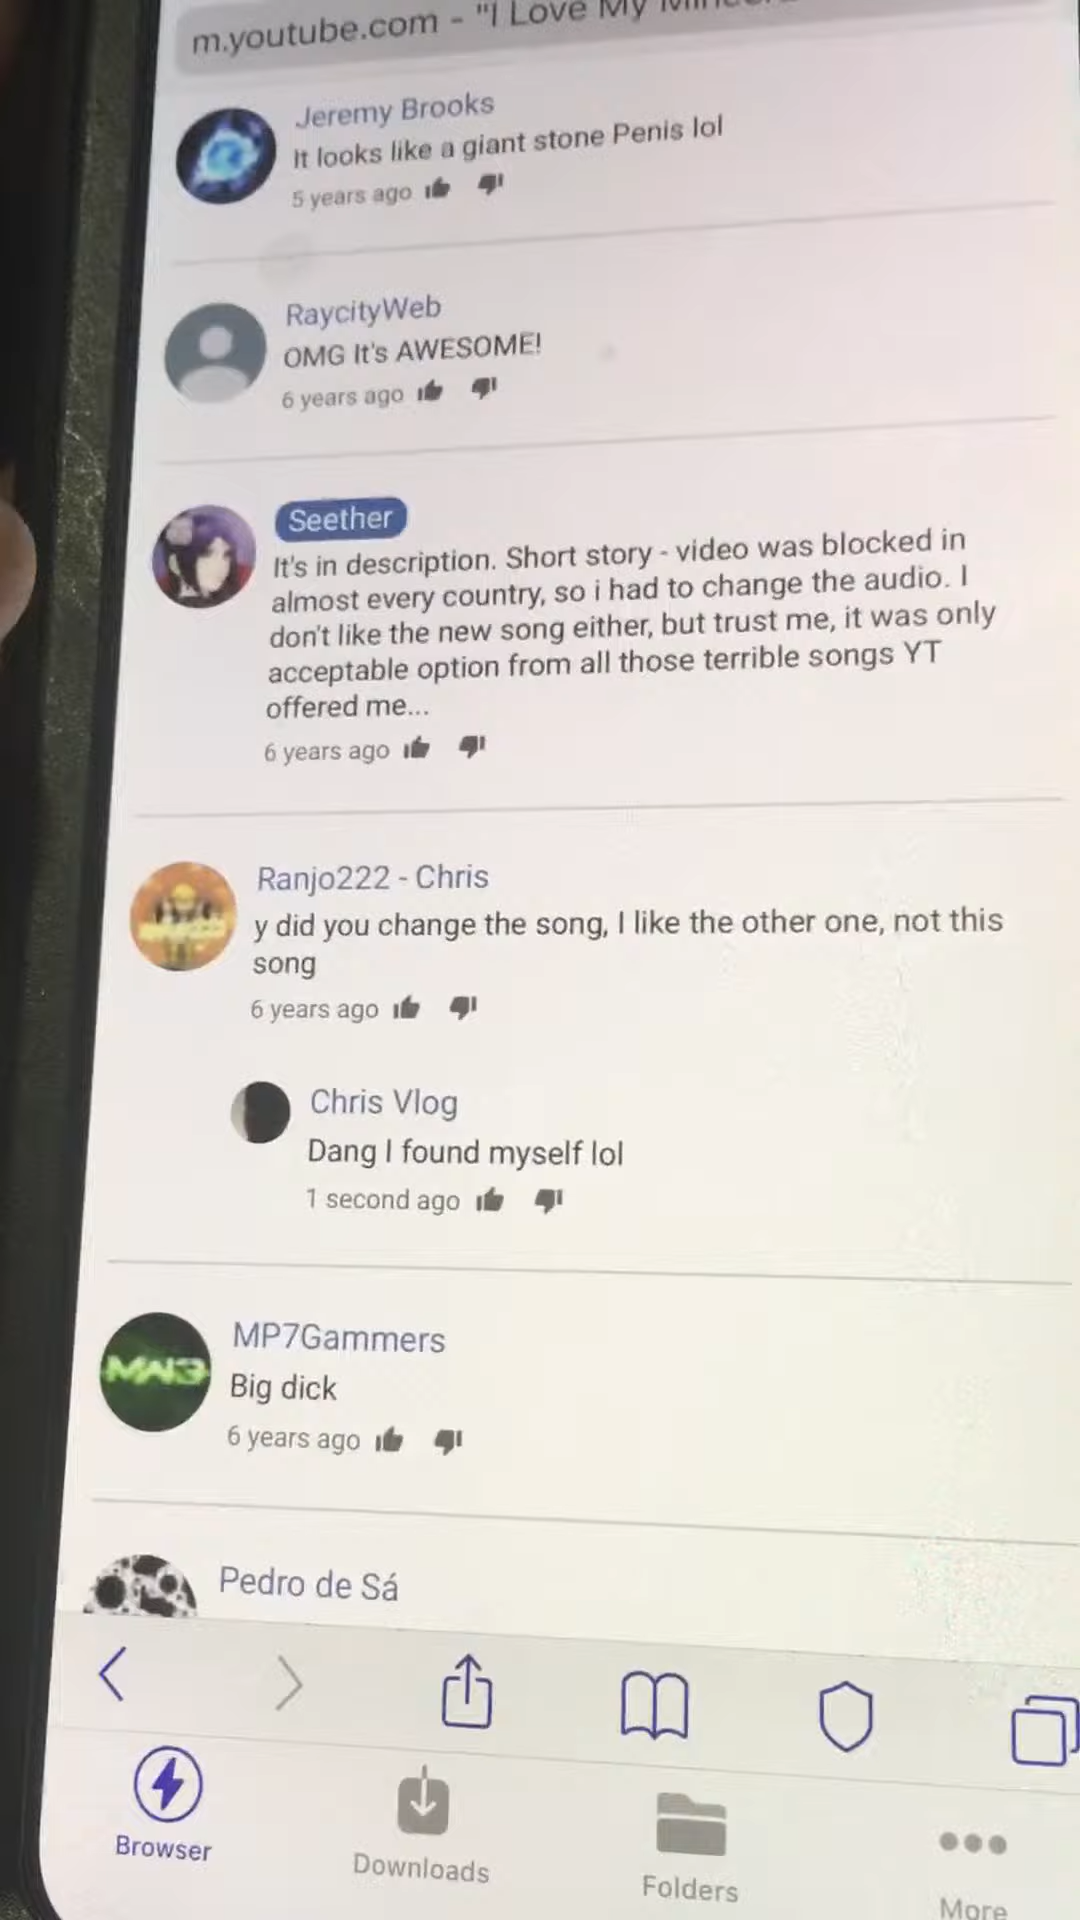 m.youtube.com - "I Love My
Jeremy Brooks
It looks like a giant stone Penis lol
5 years ago
RaycityWeb
OMG It's AWESOME!
6 years ago
Seether
It's in description. Short story - video was blocked in
almost every country, so i had to change the audio. I
don't like the new song either, but trust me, it was only
acceptable option from all those terrible songs YT
offered me...
6 years ago
Ranjo222 - Chris
y did you change the song, I like the other one, not this
song
6 years ago
Chris Vlog
Dang I found myself lol
1 second ago
MW3
MP7Gammers
Big dick
6 years ago
Pedro de Sá
Browser
Downloads
Folders
More